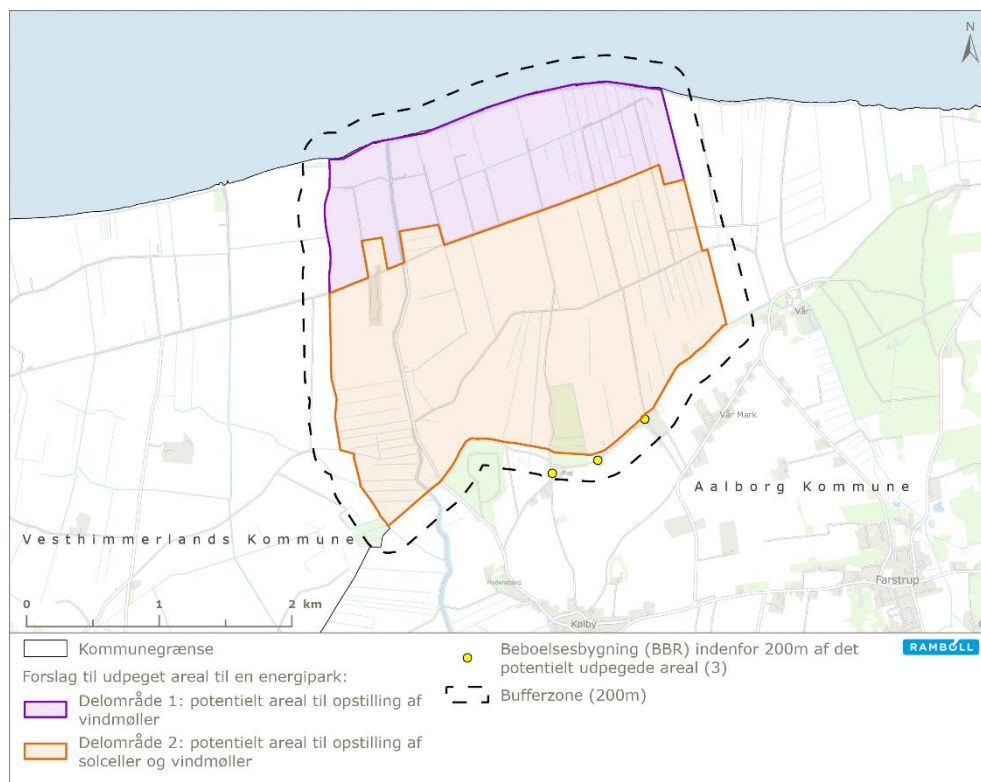 N
Vår
Vår Mark
Aalborg Kommune
Vesthimmerlands Kommune
Farstrup
Kølby
0 1 2 km
Kommunegrænse
Forslag til udpeget areal til en energipark:
Delområde 1: potentielt areal til opstilling af
vindmøller
Delområde 2: potentielt areal til opstilling af
solceller og vindmøller
Beboelsesbygning (BBR) indenfor 200m af det
potentielt udpegede areal (3)
Bufferzone (200m)
RAMBOLL